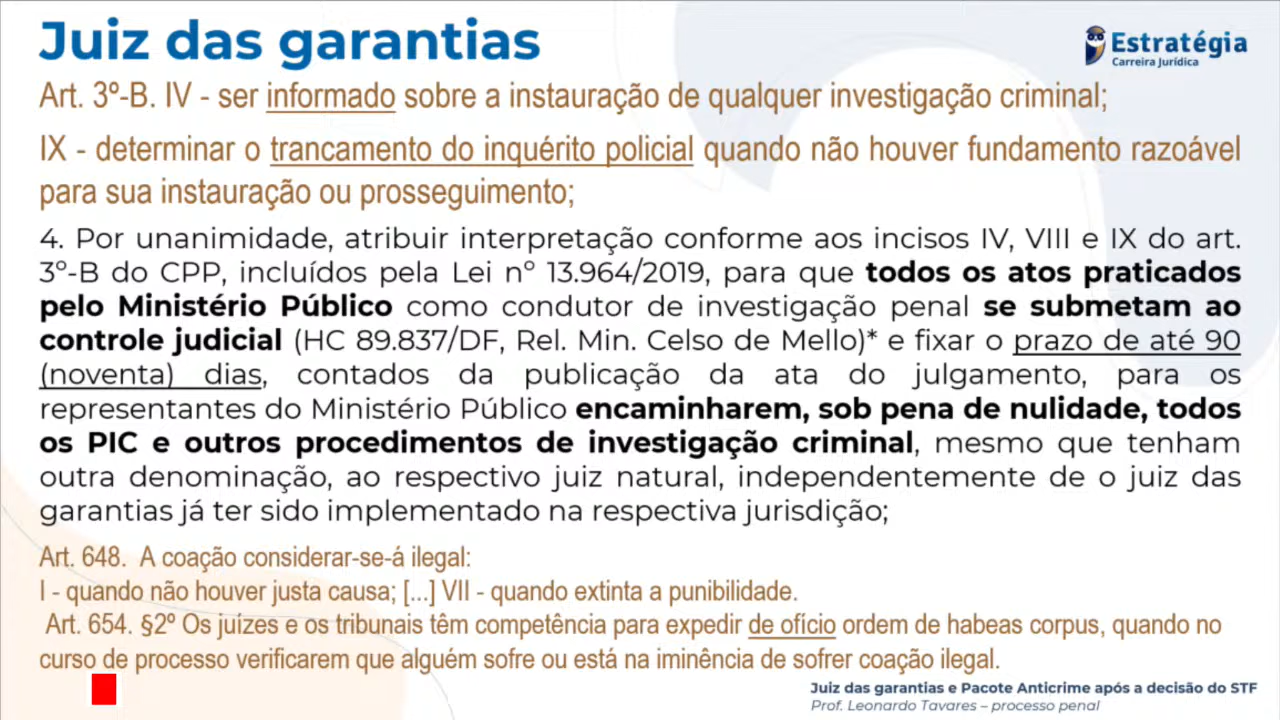 Juiz das garantias
Estratégia
Carreira Jurídica
Art. 3º-B. IV - ser informado sobre a instauração de qualquer investigação criminal;
IX - determinar o trancamento do inquérito policial quando não houver fundamento razoável
para sua instauração ou prosseguimento;
4. Por unanimidade, atribuir interpretação conforme aos incisos IV, VIII e IX do art.
3º-B do CPP, incluídos pela Lei nº 13.964/2019, para que todos os atos praticados
pelo Ministério Público como condutor de investigação penal se submetam ao
controle judicial (HC 89.837/DF, Rel. Min. Celso de Mello)* e fixar o prazo de até 90
(noventa) dias, contados da publicação da ata do julgamento, para os
representantes do Ministério Público encaminharem, sob pena de nulidade, todos
os PIC e outros procedimentos de investigação criminal, mesmo que tenham
outra denominação, ao respectivo juiz natural, independentemente de o juiz das
garantias já ter sido implementado na respectiva jurisdição;
Art. 648. A coação considerar-se-á ilegal:
I - quando não houver justa causa; [...] VII - quando extinta a punibilidade.
Art. 654. §2º Os juízes e os tribunais têm competência para expedir de ofício ordem de habeas corpus, quando no
curso de processo verificarem que alguém sofre ou está na iminência de sofrer coação ilegal.
Juiz das garantias e Pacote Anticrime após a decisão do STF
Prof. Leonardo Tavares – processo penal